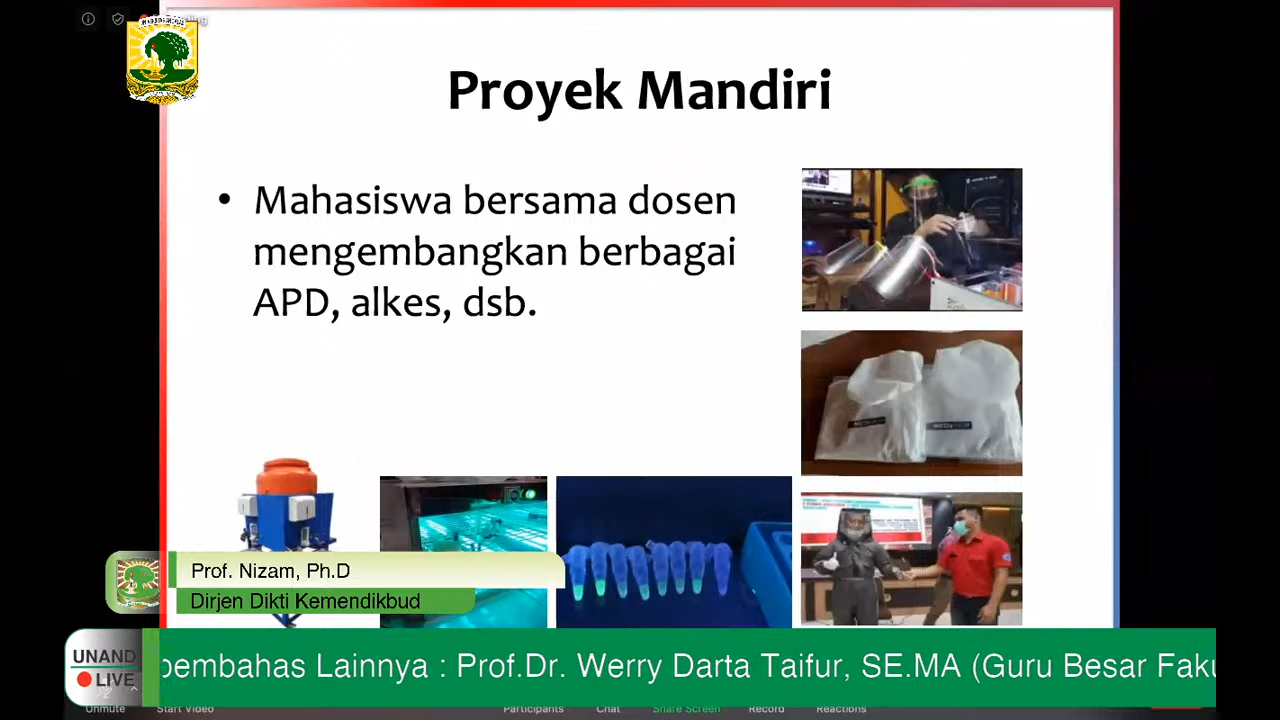 Proyek Mandiri
• Mahasiswa bersama dosen
mengembangkan berbagai
APD, alkes, dsb.
Prof. Nizam, Ph.D
Dirjen Dikti Kemendikbud
UNAND
LIVE
pembahas Lainnya : Prof.Dr. Werry Darta Taifur, SE.MA (Guru Besar Faku
Unmute
Start Video
Participants
Chat
Share Screen
Record
Reactions